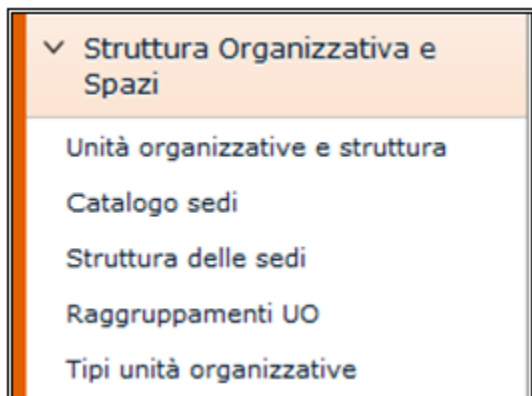 Struttura Organizzativa e
Spazi
Unità organizzative e struttura
Catalogo sedi
Struttura delle sedi
Raggruppamenti UO
Tipi unità organizzative